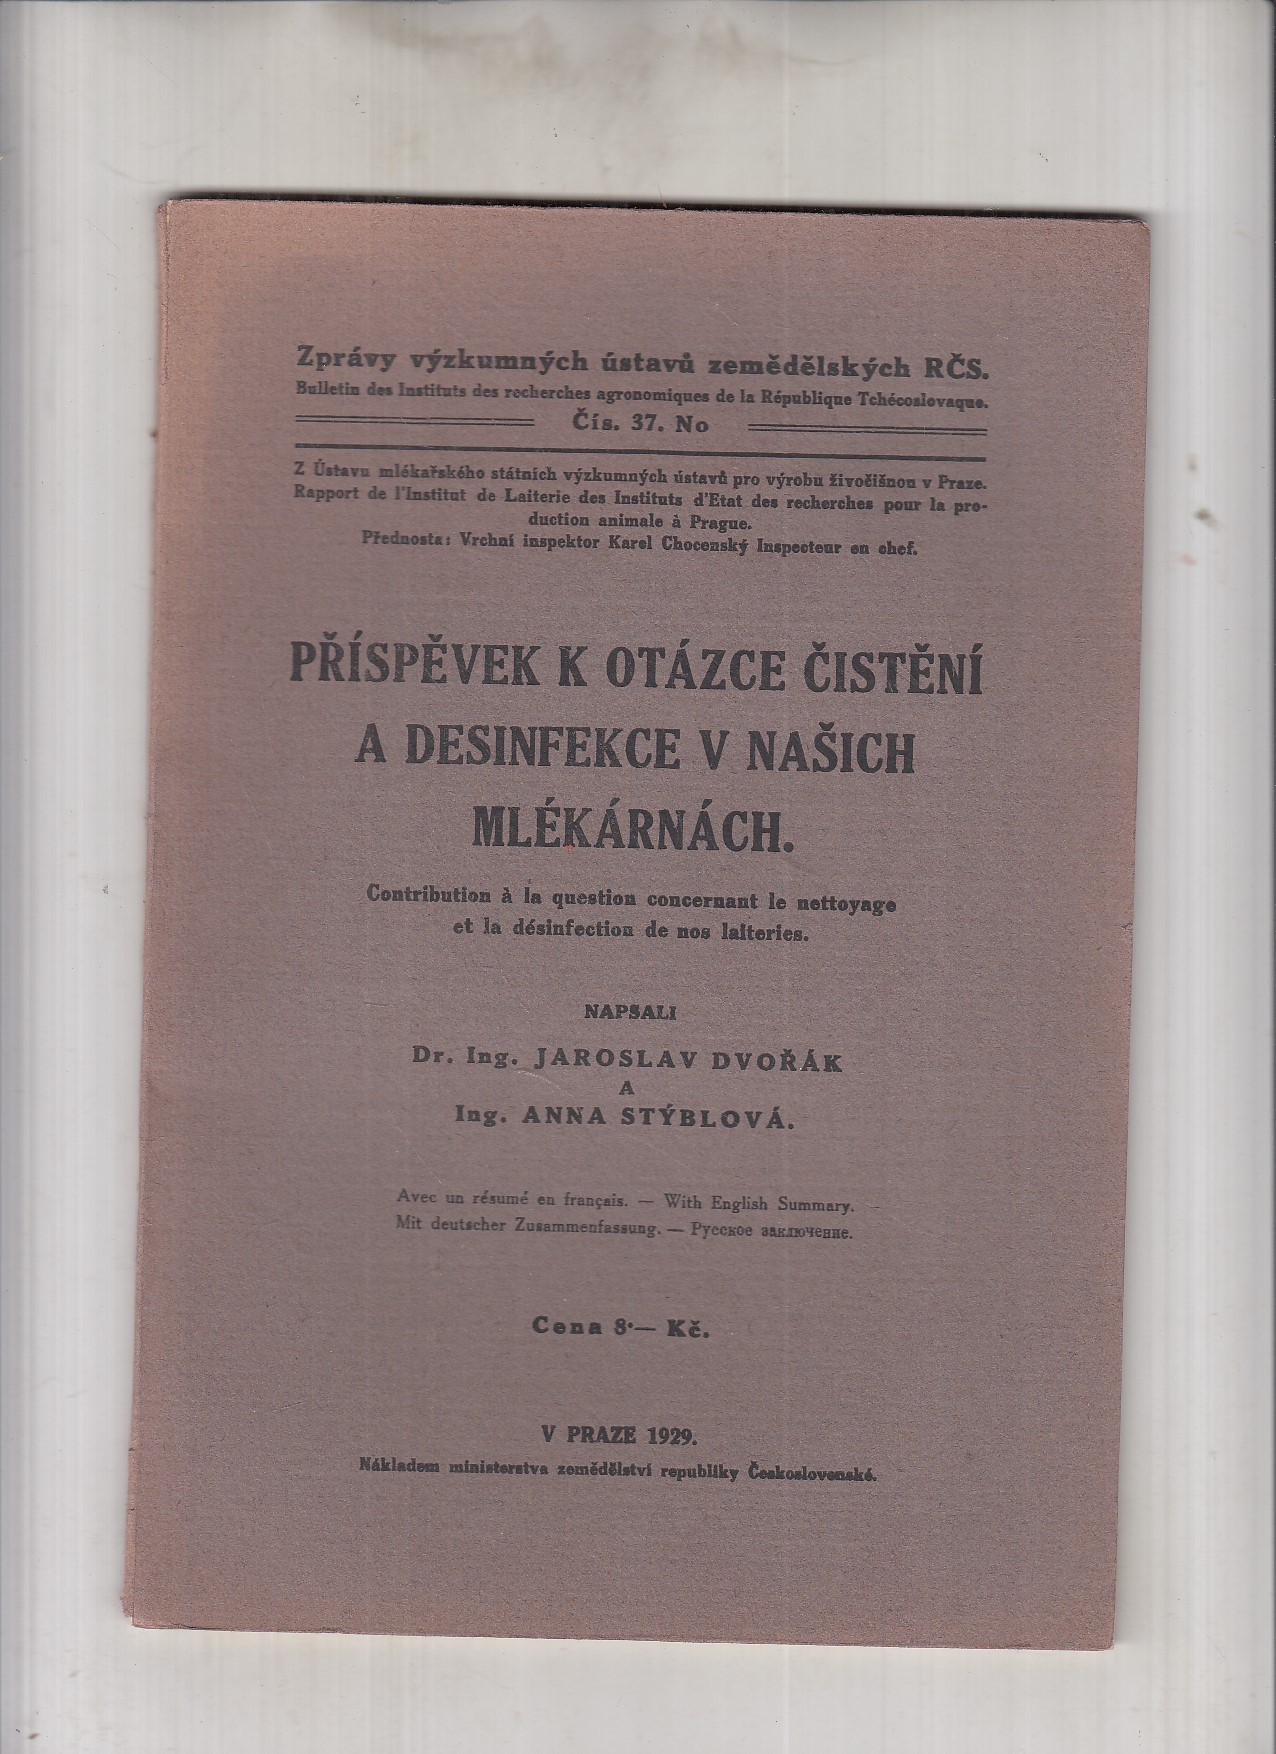 Zprávy výzkumných ústavů zemědělských RČS.
Bulletin des Instituts des recherches agronomiques de la République Tchécoslovaque.
Čís. 37. No
Z Ústavu mlékařského státních výzkumných ústavů pro výrobu živočišnou v Praze.
Rapport de l'Institut de Laiterie des Instituts d'Etat des recherches pour la pro-
duction animale à Prague.
Přednosta: Vrchní inspektor Karel Chocenský Inspecteur en chef.
PŘÍSPĚVEK K OTÁZCE ČISTĚNÍ
A DESINFEKCE V NAŠICH
MLÉKÁRNÁCH.
Contribution à la question concernant le nettoyage
et la désinfection de nos laiteries.
NAPSALI
Dr. Ing. JAROSLAV DVOŘÁK
A
Ing. ANNA STÝBLOVÁ.
Avec un résumé en français. — With English Summary. —
Mit deutscher Zusammenfassung. — Русское заключение.
Cena 8·— Kč.
V PRAZE 1929.
Nákladem ministerstva zemědělství republiky Československé.